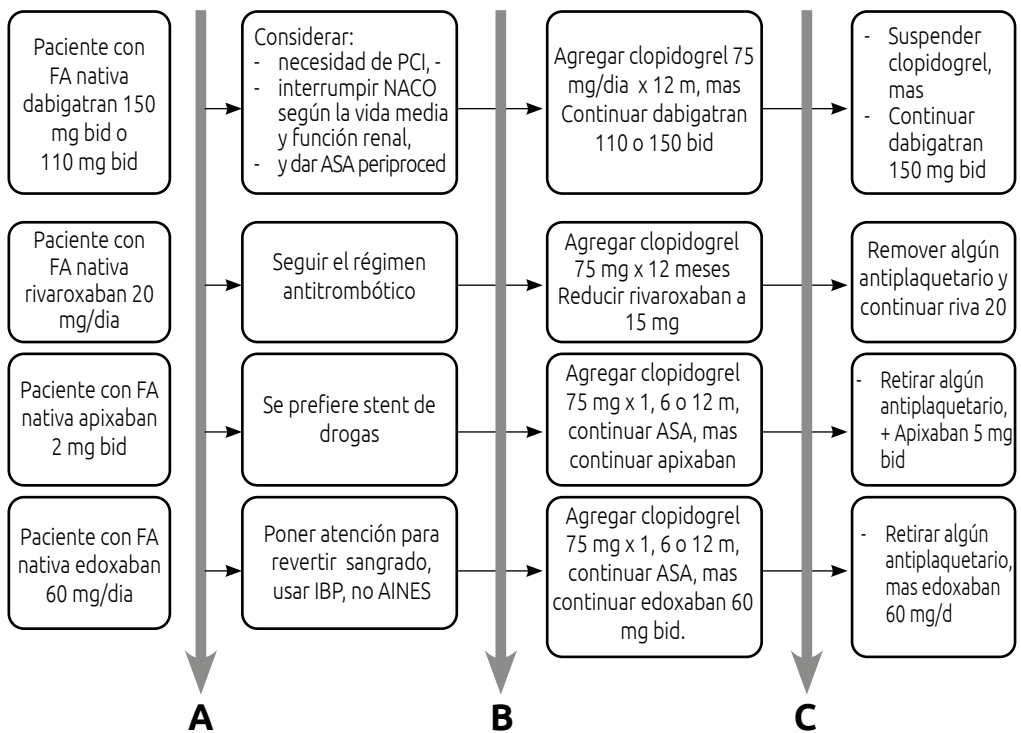 Paciente con
FA nativa
dabigatran 150
mg bid o
110 mg bid
Considerar:
- necesidad de PCI, -
- interrumpir NACO
según la vida media
y función renal,
- y dar ASA periproced
Agregar clopidogrel 75
mg/dia x 12 m, mas
Continuar dabigatran
110 o 150 bid
- Suspender
clopidogrel,
mas
- Continuar
dabigatran
150 mg bid
Paciente con
FA nativa
rivaroxaban 20
mg/dia
Seguir el régimen
antitrombótico
Agregar clopidogrel
75 mg x 12 meses
Reducir rivaroxaban a
15 mg
Remover algún
antiplaquetario y
continuar riva 20
Paciente con FA
nativa apixaban
2 mg bid
Se prefiere stent de
drogas
Agregar clopidogrel
75 mg x 1, 6 o 12 m,
continuar ASA, mas
continuar apixaban
- Retirar algún
antiplaquetario,
+ Apixaban 5 mg
bid
Paciente con FA
nativa edoxaban
60 mg/dia
Poner atención para
revertir sangrado,
usar IBP, no AINES
Agregar clopidogrel
75 mg x 1, 6 o 12 m,
continuar ASA, mas
continuar edoxaban 60
mg bid.
- Retirar algún
antiplaquetario,
mas edoxaban
60 mg/d
A
B
C